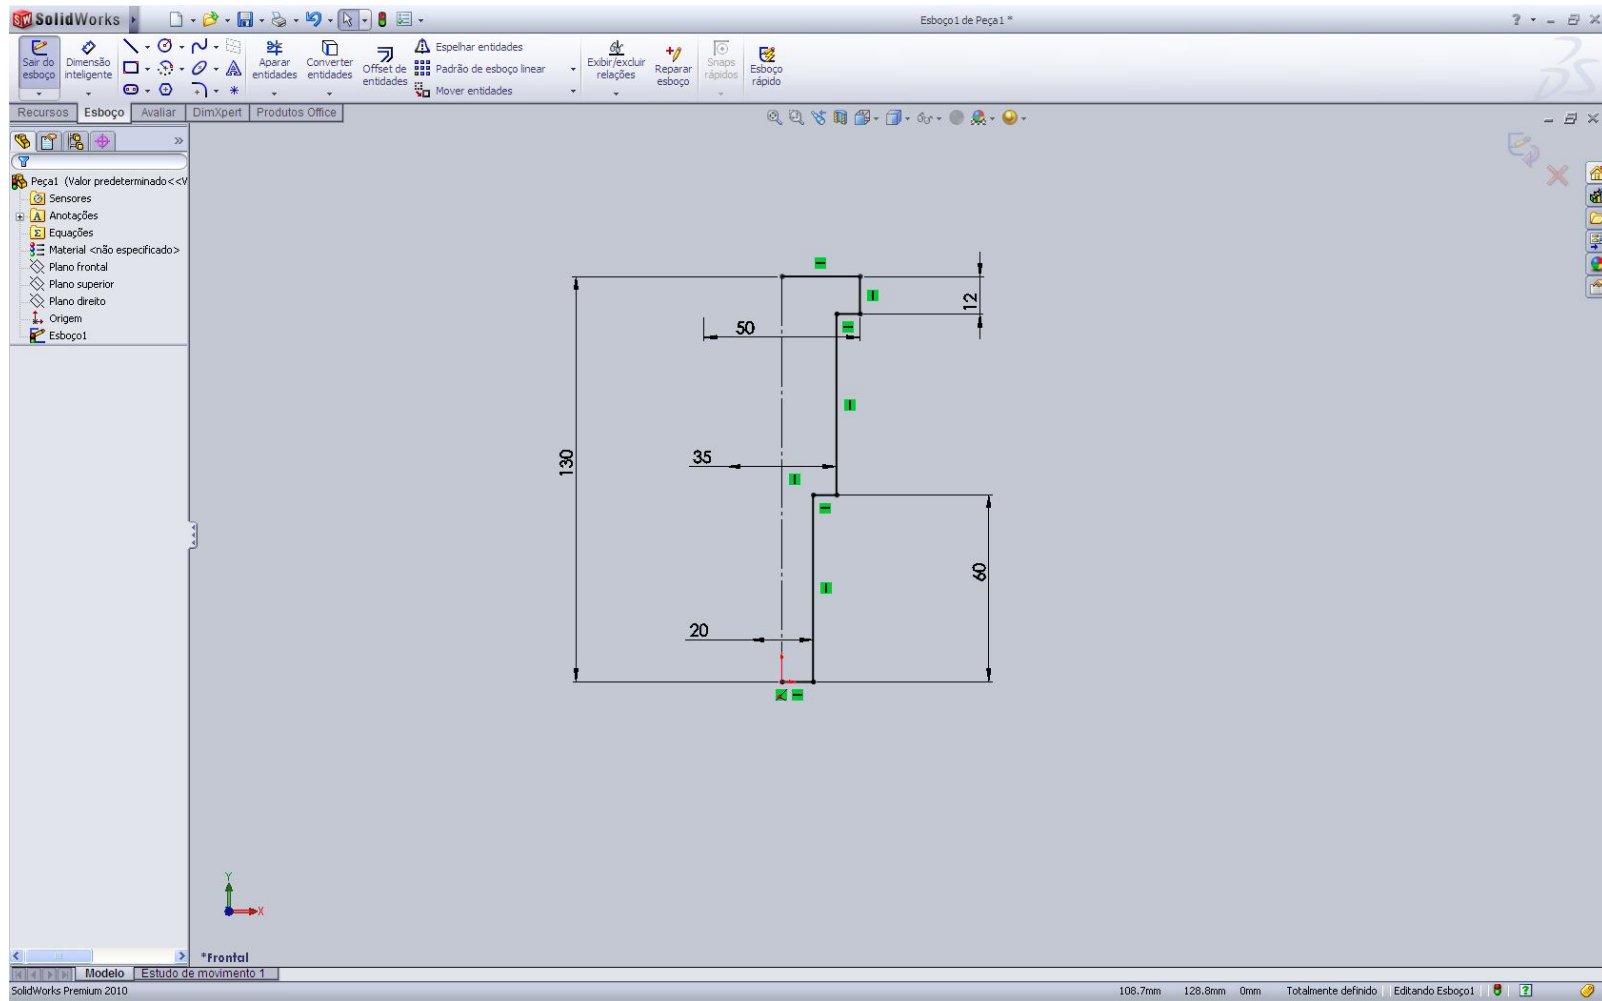 SolidWorks
Esboço1 de Peça1 *
Sair do esboço
Dimensão inteligente
Aparar entidades
Converter entidades
Offset de entidades
Espelhar entidades
Padrão de esboço linear
Mover entidades
Exibir/excluir relações
Reparar esboço
Snaps rápidos
Esboço rápido
Recursos
Esboço
Avaliar
DimXpert
Produtos Office
Peça1 (Valor predeterminado<<V
Sensores
Anotações
Equações
Material <não especificado>
Plano frontal
Plano superior
Plano direito
Origem
Esboço1
12
50
130
35
60
20
Y
X
*Frontal
Modelo
Estudo de movimento 1
SolidWorks Premium 2010
108.7mm
128.8mm
0mm
Totalmente definido
Editando Esboço1